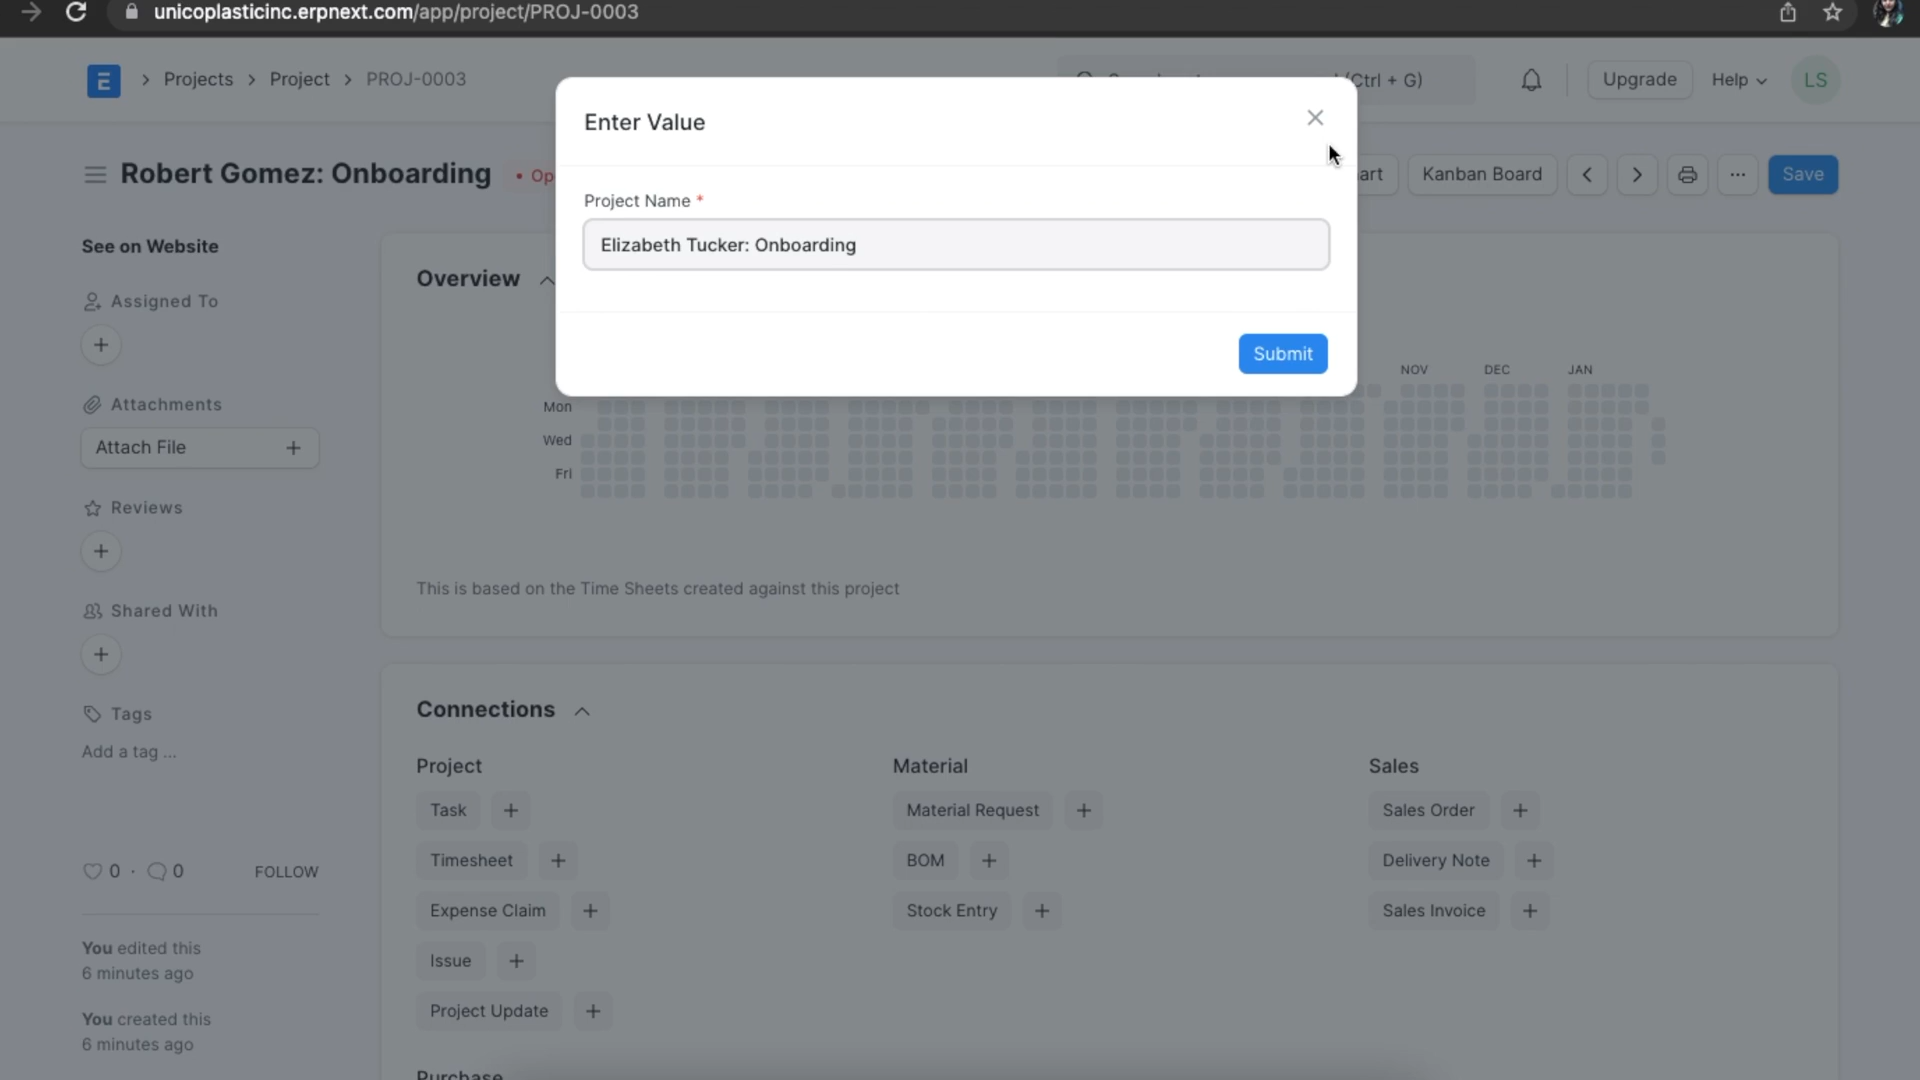 unicoplasticinc.erpnext.com/app/project/PROJ-0003
E
Projects
Project
PROJ-0003
Ctrl + G)
Upgrade
Help
LS
Robert Gomez: Onboarding
Op
art
Kanban Board
Save
Enter Value
Project Name *
Elizabeth Tucker: Onboarding
Submit
See on Website
Assigned To
Attachments
Attach File
Reviews
Shared With
Tags
Add a tag ...
0 · 0
FOLLOW
You edited this
6 minutes ago
You created this
6 minutes ago
Overview
NOV DEC JAN
Mon
Wed
Fri
This is based on the Time Sheets created against this project
Connections
Project
Task
Timesheet
Expense Claim
Issue
Project Update
Material
Material Request
BOM
Stock Entry
Sales
Sales Order
Delivery Note
Sales Invoice
Purchase